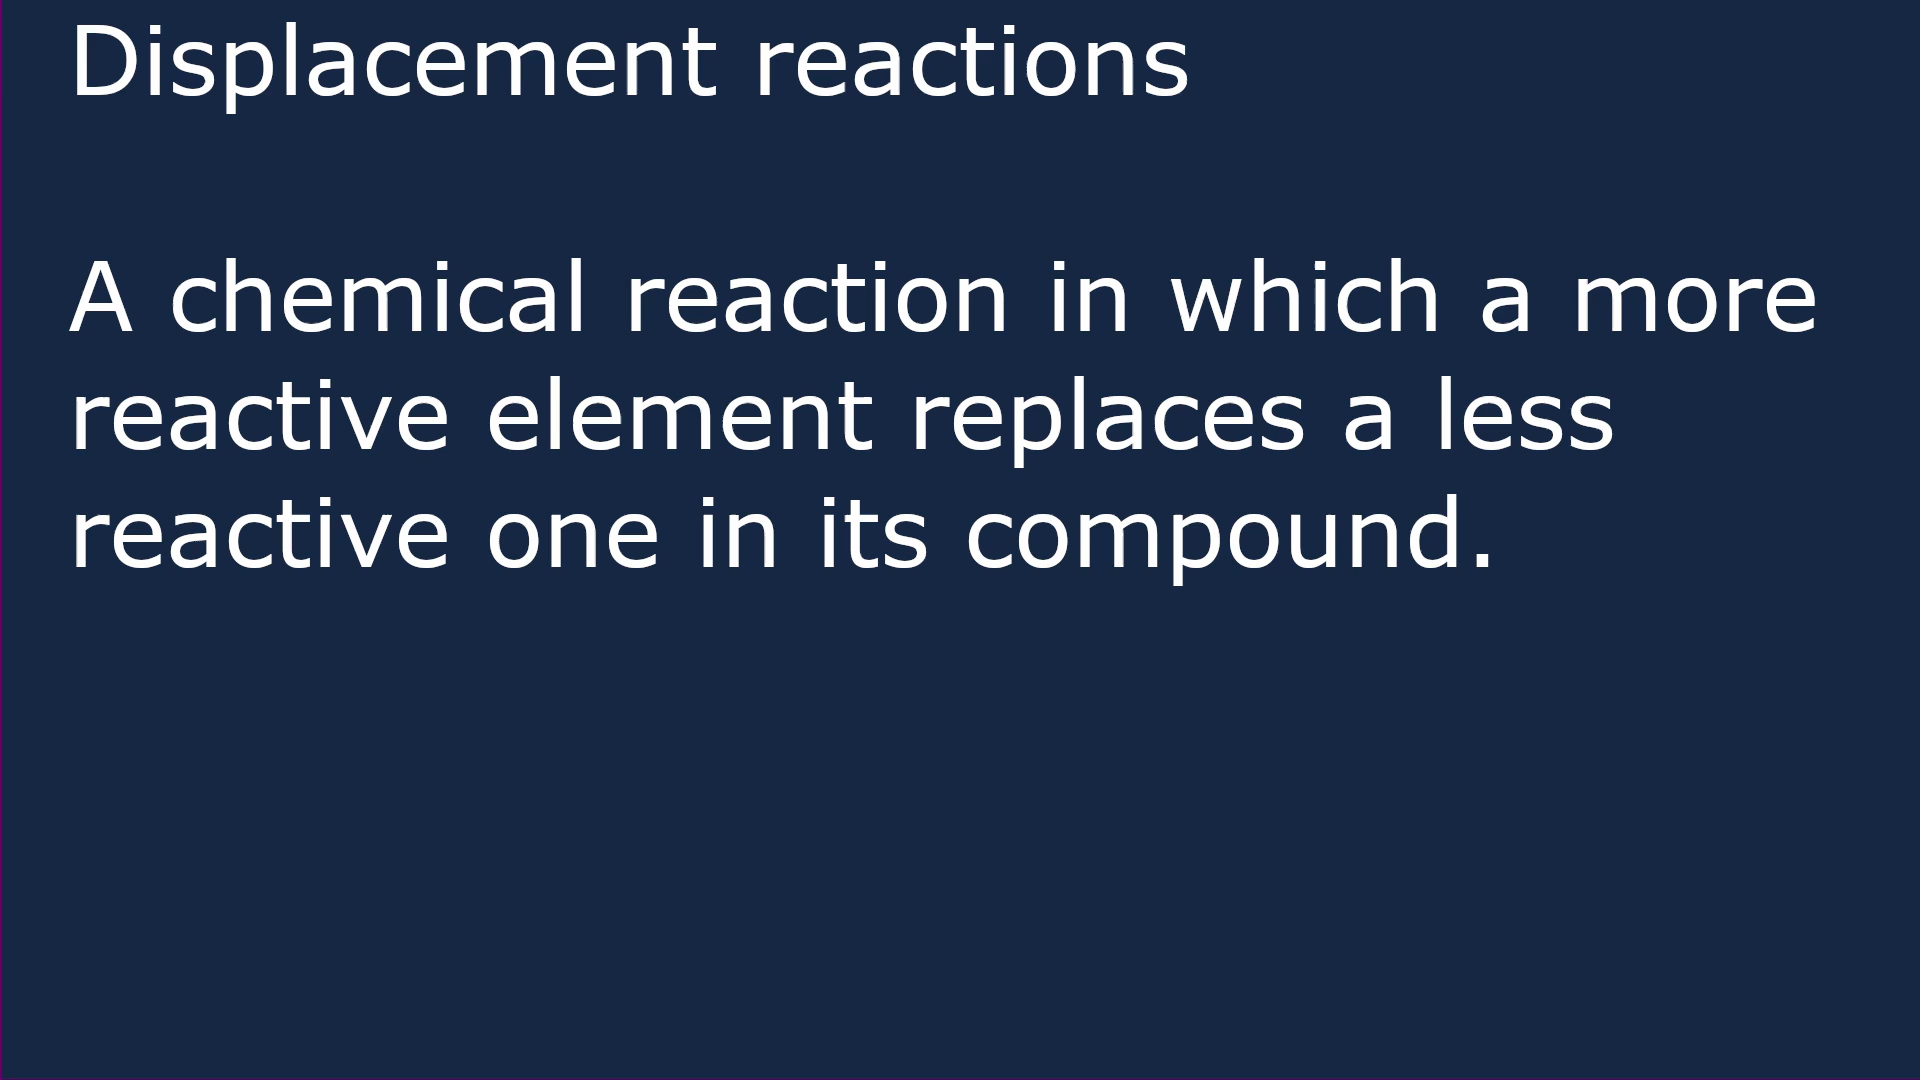 Displacement reactions
A chemical reaction in which a more
reactive element replaces a less
reactive one in its compound.